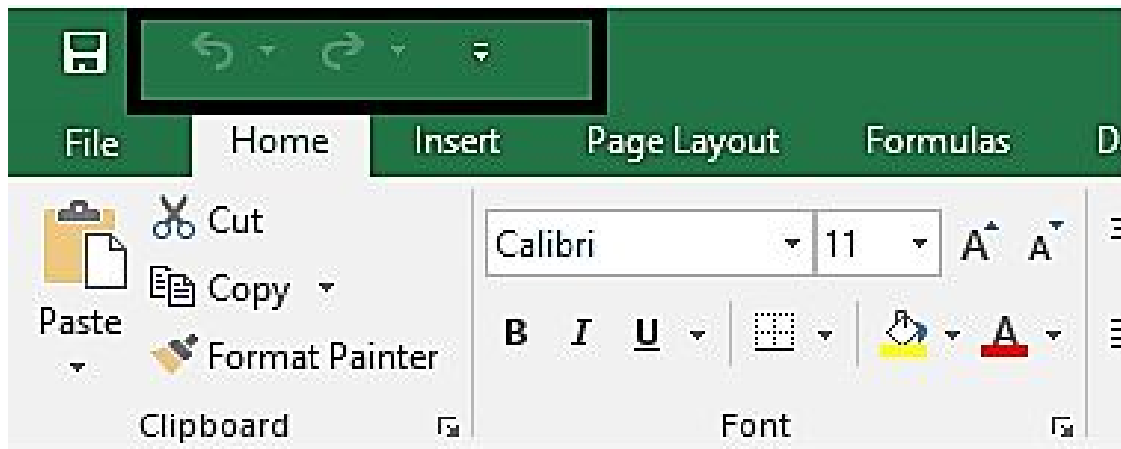 File Home Insert Page Layout Formulas
Cut
Calibri 11 A A
Copy
Paste
B I U A
Format Painter
Clipboard Font